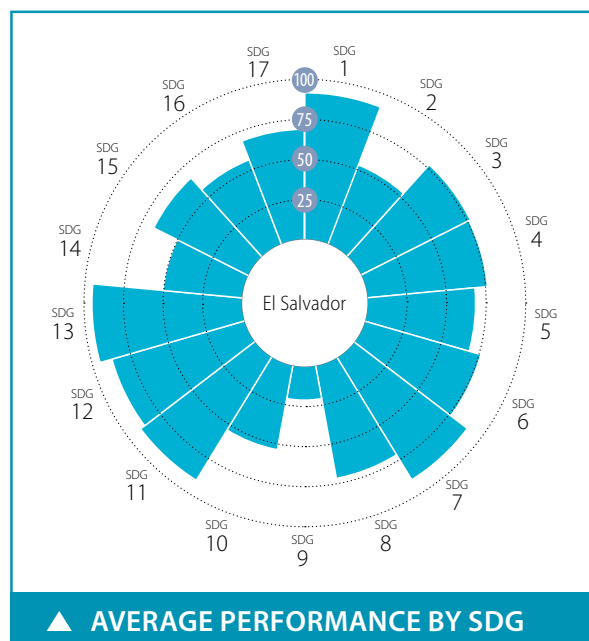 SDG
1
SDG
2
SDG
3
SDG
4
SDG
5
SDG
6
SDG
7
SDG
8
SDG
9
SDG
10
SDG
11
SDG
12
SDG
13
SDG
14
SDG
15
SDG
16
SDG
17
100
75
50
25
El Salvador
▲ AVERAGE PERFORMANCE BY SDG